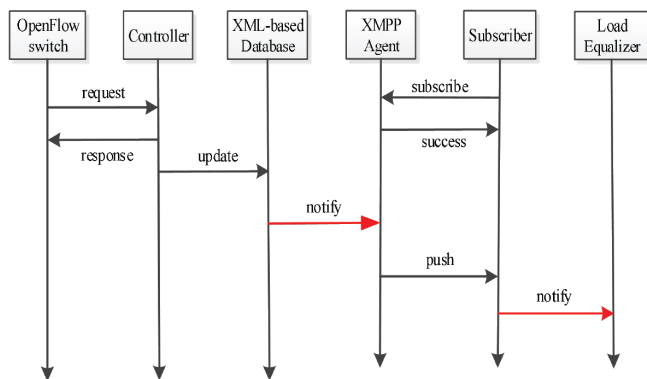 OpenFlow
switch
Controller
XML-based
Database
XMPP
Agent
Subscriber
Load
Equalizer
request
subscribe
response
success
update
notify
push
notify